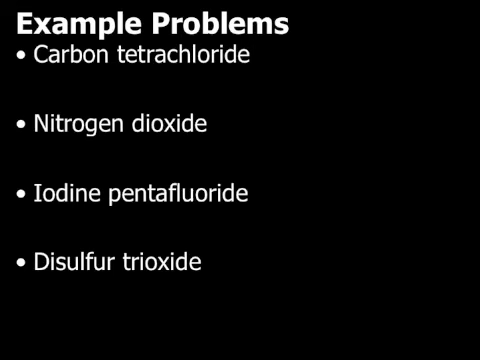 Example Problems
• Carbon tetrachloride
• Nitrogen dioxide
• Iodine pentafluoride
• Disulfur trioxide